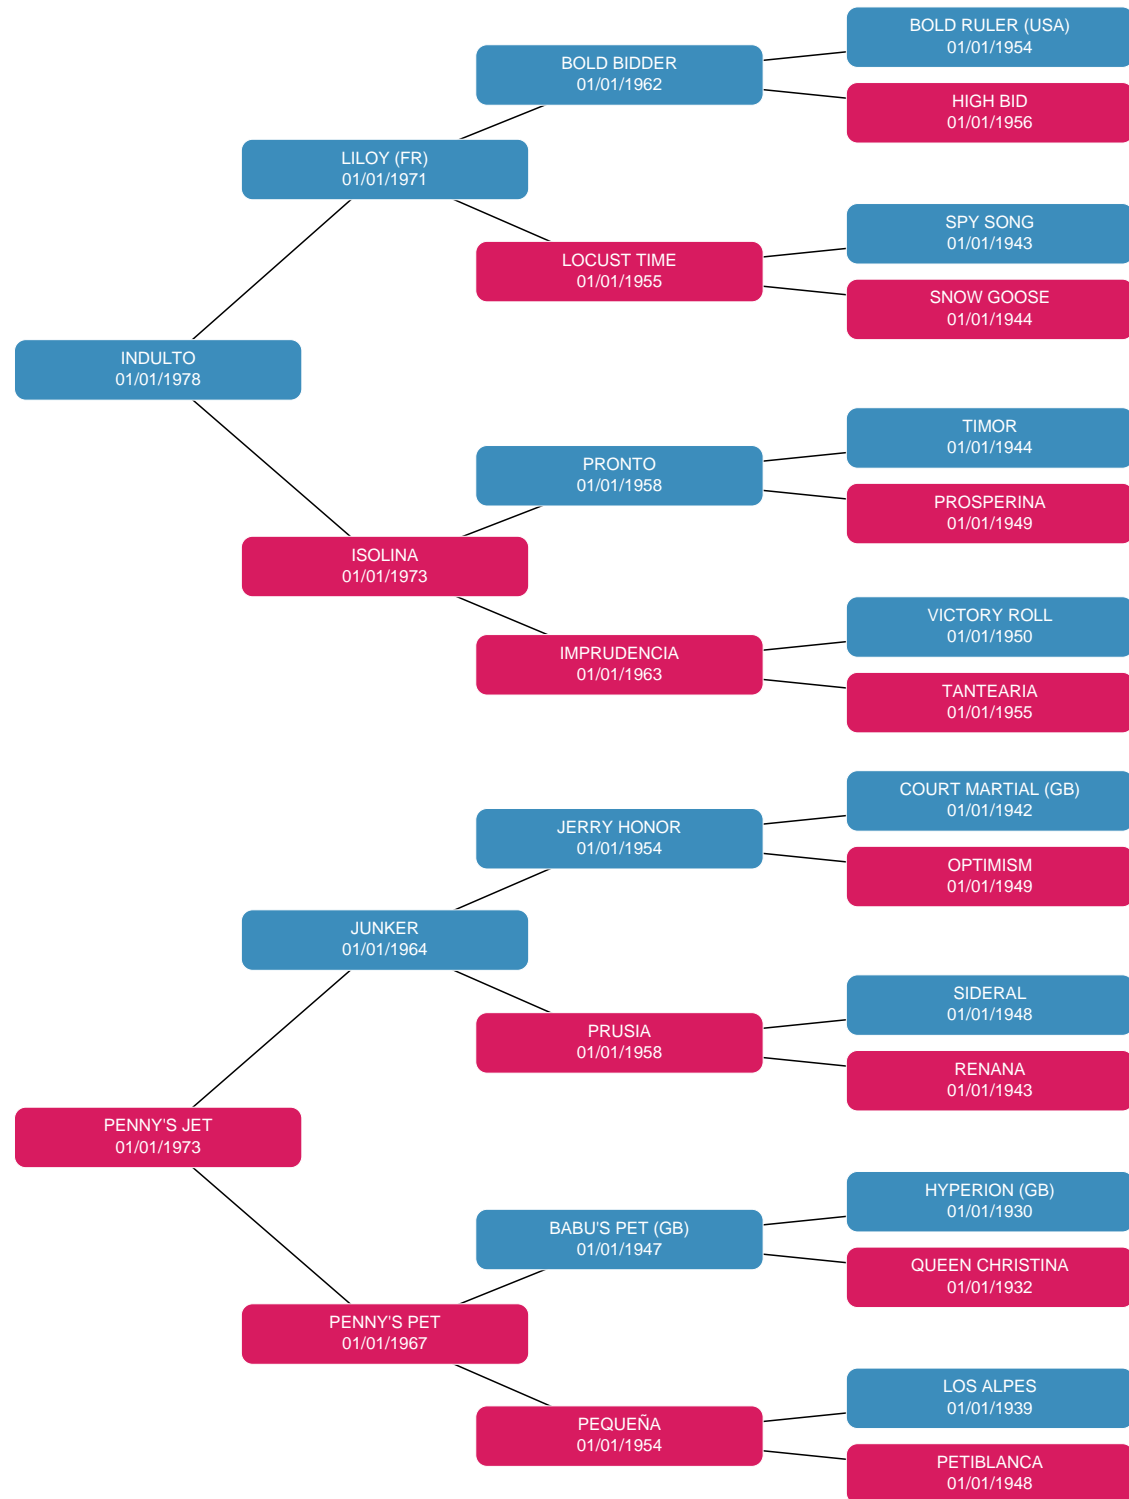 BOLD RULER (USA)
01/01/1954
BOLD BIDDER
01/01/1962
HIGH BID
01/01/1956
LILOY (FR)
01/01/1971
SPY SONG
01/01/1943
LOCUST TIME
01/01/1955
SNOW GOOSE
01/01/1944
INDULTO
01/01/1978
TIMOR
01/01/1944
PRONTO
01/01/1958
PROSPERINA
01/01/1949
ISOLINA
01/01/1973
VICTORY ROLL
01/01/1950
IMPRUDENCIA
01/01/1963
TANTEARIA
01/01/1955
COURT MARTIAL (GB)
01/01/1942
JERRY HONOR
01/01/1954
OPTIMISM
01/01/1949
JUNKER
01/01/1964
SIDERAL
01/01/1948
PRUSIA
01/01/1958
RENANA
01/01/1943
PENNY'S JET
01/01/1973
HYPERION (GB)
01/01/1930
BABU'S PET (GB)
01/01/1947
QUEEN CHRISTINA
01/01/1932
PENNY'S PET
01/01/1967
LOS ALPES
01/01/1939
PEQUEÑA
01/01/1954
PETIBLANCA
01/01/1948